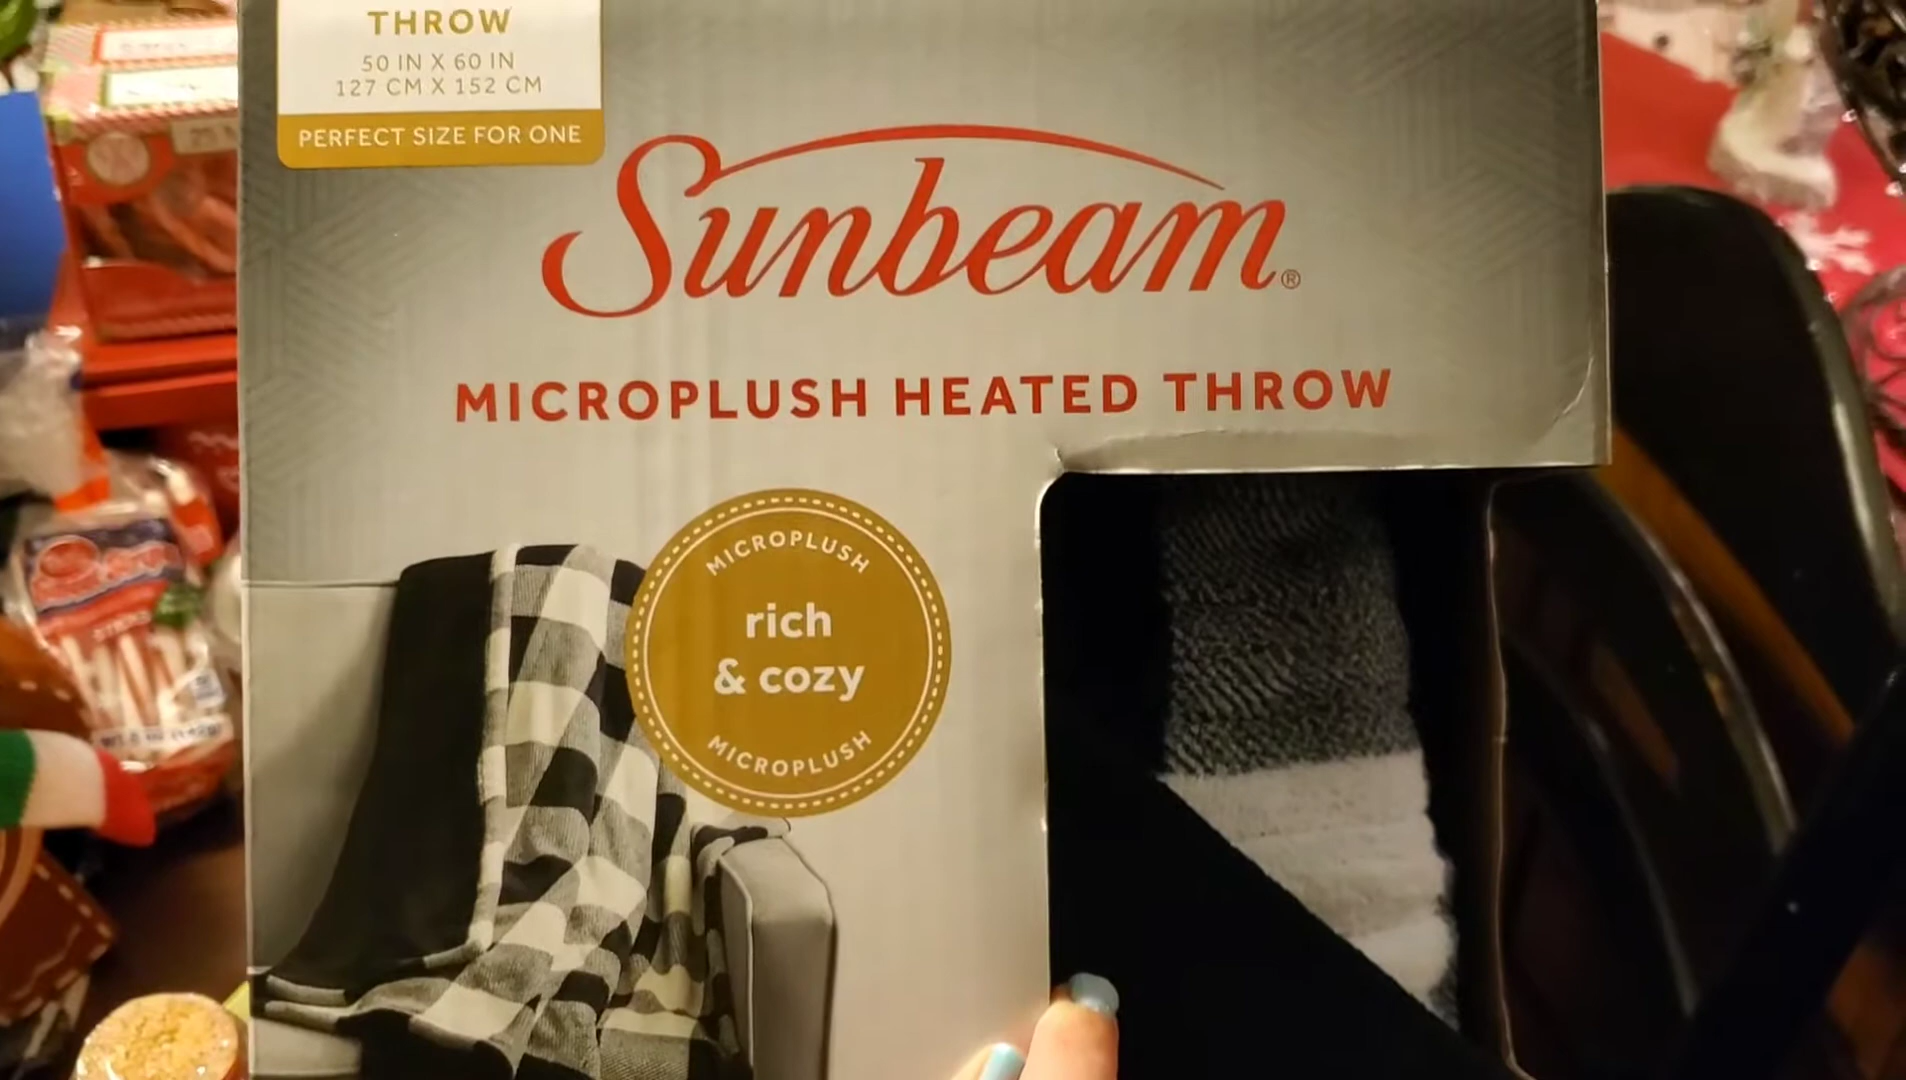 THROW
50 IN X 60 IN
127 CM X 152 CM
PERFECT SIZE FOR ONE
Sunbeam®
MICROPLUSH HEATED THROW
MICROPLUSH
rich
& cozy
MICROPLUSH